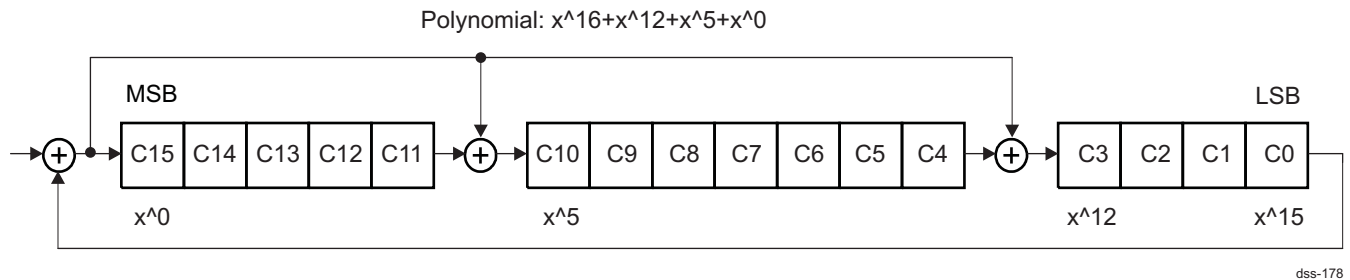 Polynomial: x^16+x^12+x^5+x^0
MSB
LSB
C15 C14 C13 C12 C11 C10 C9 C8 C7 C6 C5 C4 C3 C2 C1 C0
x^0 x^5 x^12 x^15
dss-178